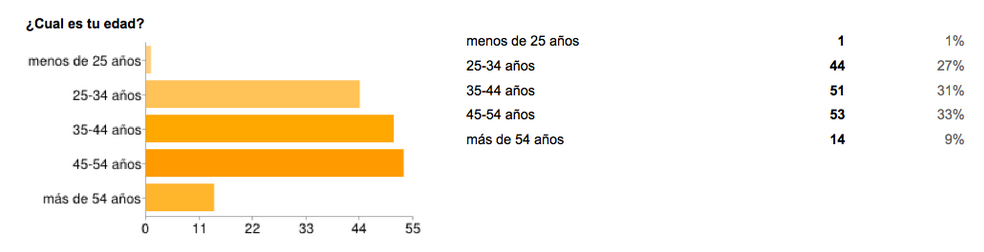 ¿Cual es tu edad?
menos de 25 años
25-34 años
35-44 años
45-54 años
más de 54 años
0 11 22 33 44 55
menos de 25 años 1 1%
25-34 años 44 27%
35-44 años 51 31%
45-54 años 53 33%
más de 54 años 14 9%